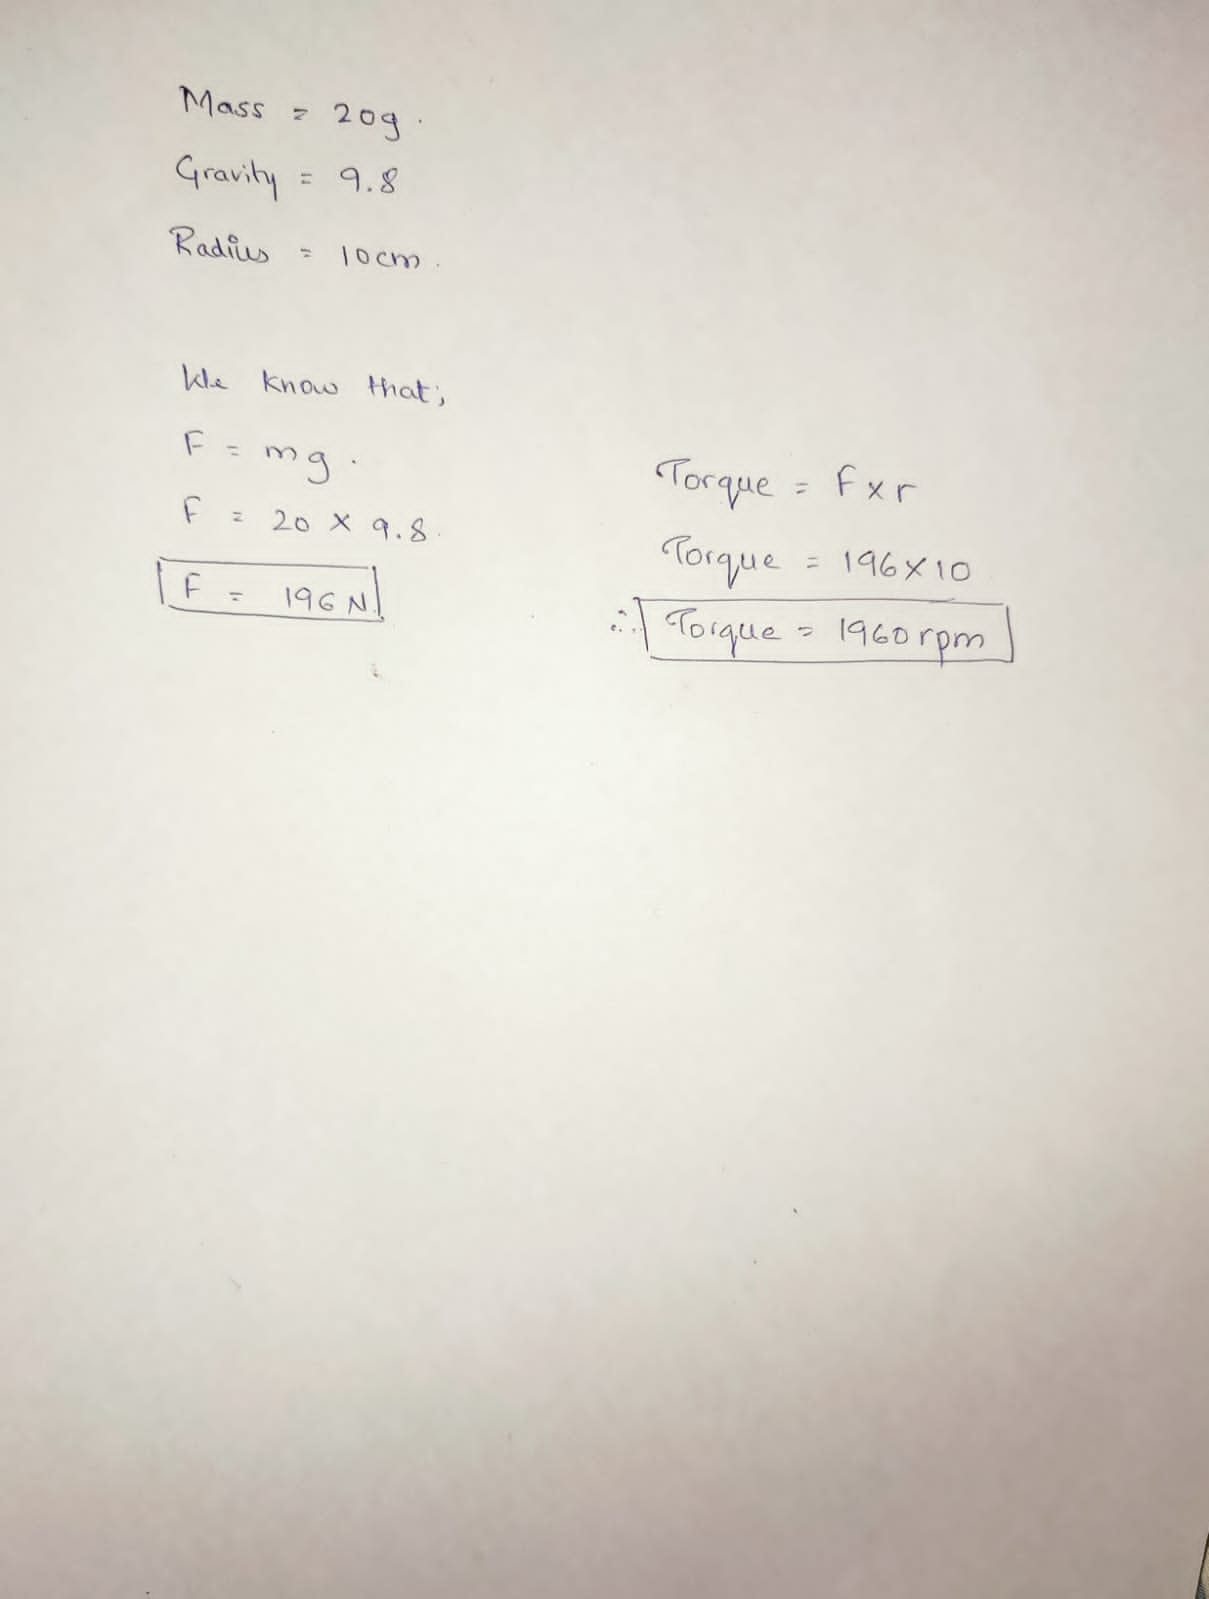 Mass = 20g.
Gravity = 9.8
Radius = 10cm.
We know that;
F = mg.
F = 20 x 9.8.
F = 196 N.
Torque = F x r
Torque = 196 x 10
∴ Torque = 1960 rpm